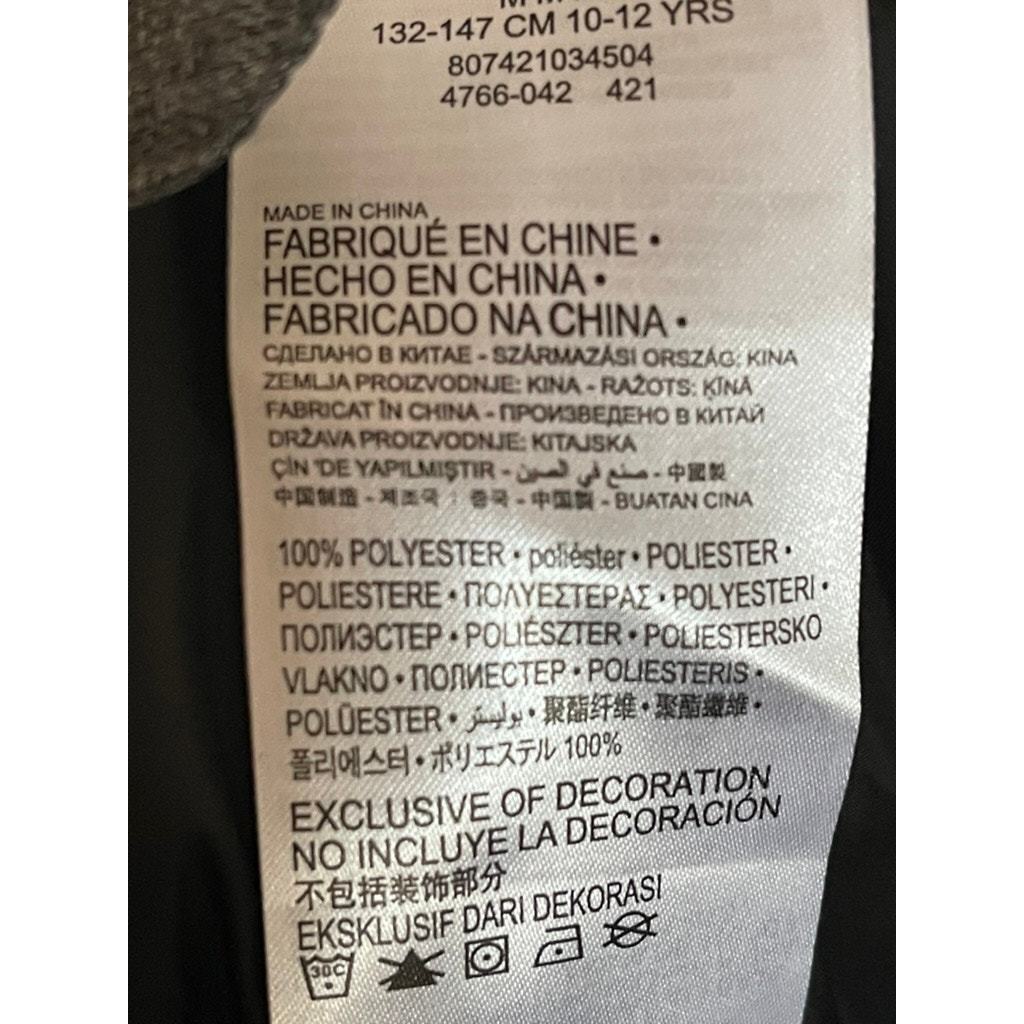 132-147 CM 10-12 YRS
807421034504
4766-042 421
MADE IN CHINA
FABRIQUÉ EN CHINE •
HECHO EN CHINA •
FABRICADO NA CHINA •
СДЕЛАНО В КИТАЕ - SZÁRMAZÁSI ORSZÁG: KINA
ZEMLJA PROIZVODNJE: KINA - RAŽOTS: ĶĪNĀ
FABRICAT ÎN CHINA - ПРОИЗВЕДЕНО В КИТАЙ
DRŽAVA PROIZVODNJE: KITAJSKA
ÇİN 'DE YAPILMIŞTIR - صنع في الصين - 中國製
中国制造 - 제조국 : 중국 - 中国製 - BUATAN CINA
100% POLYESTER • poliéster • POLIESTER •
POLIESTERE • ΠΟΛΥΕΣΤΕΡΑΣ • POLYESTERI •
ПОЛИЭСТЕР • POLIÉSZTER • POLIESTERSKO
VLAKNO • ПОЛИЕСТЕР • POLIESTERIS •
POLÜESTER • بوليستر • 聚酯纤维 • 聚酯纖維 •
폴리에스터 • ポリエステル 100%
EXCLUSIVE OF DECORATION
NO INCLUYE LA DECORACIÓN
不包括装饰部分
EKSKLUSIF DARI DEKORASI
30C